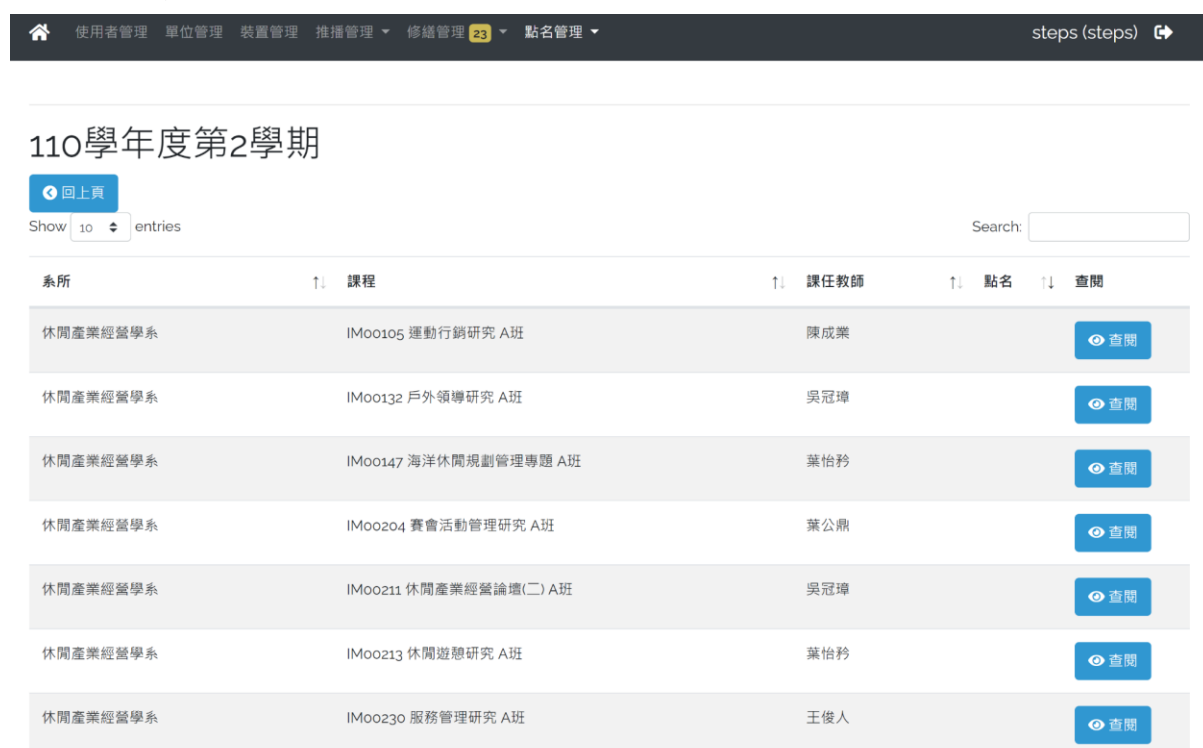 使用者管理 單位管理 裝置管理 推播管理 修繕管理 23 點名管理 steps (steps)
110學年度第2學期
回上頁
Show 10 entries Search:
系所 課程 課任教師 點名 查閱
休閒產業經營學系 IM00105 運動行銷研究 A班 陳成業 查閱
休閒產業經營學系 IM00132 戶外領導研究 A班 吳冠璋 查閱
休閒產業經營學系 IM00147 海洋休閒規劃管理專題 A班 葉怡矜 查閱
休閒產業經營學系 IM00204 賽會活動管理研究 A班 葉公鼎 查閱
休閒產業經營學系 IM00211 休閒產業經營論壇(二) A班 吳冠璋 查閱
休閒產業經營學系 IM00213 休閒遊憩研究 A班 葉怡矜 查閱
休閒產業經營學系 IM00230 服務管理研究 A班 王俊人 查閱